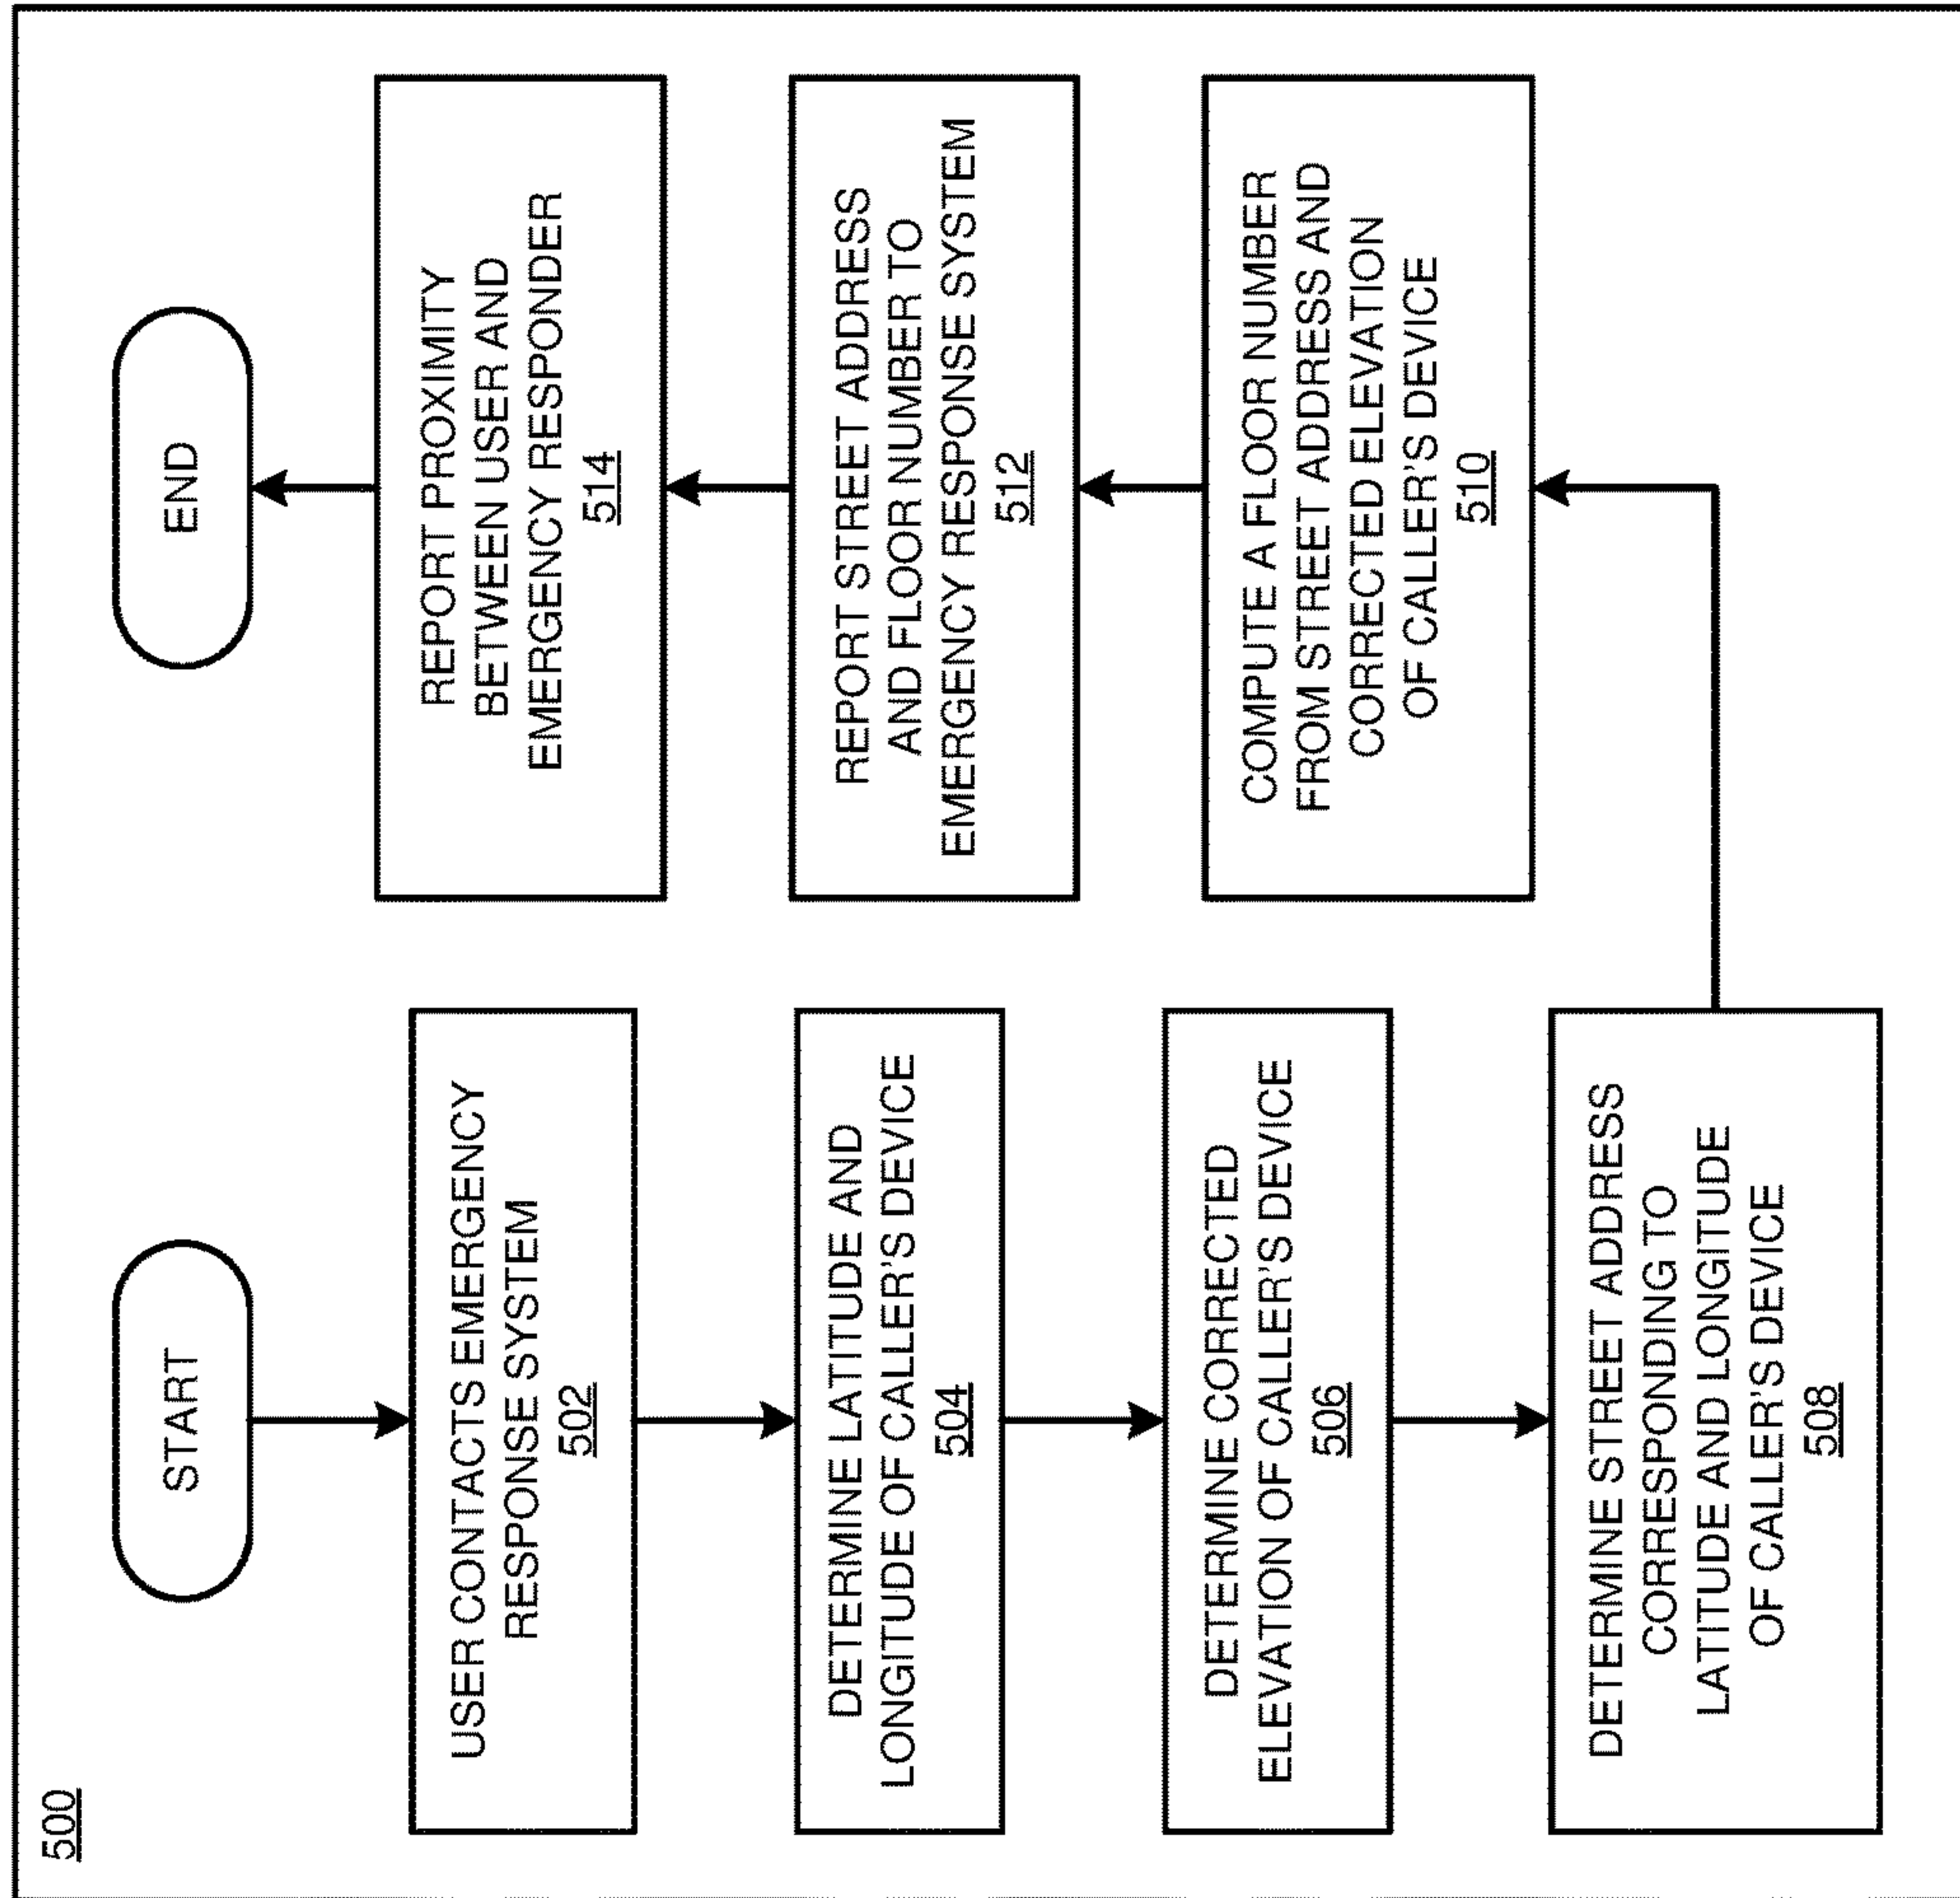 500
START
USER CONTACTS EMERGENCY
RESPONSE SYSTEM
502
DETERMINE LATITUDE AND
LONGITUDE OF CALLER'S DEVICE
504
DETERMINE CORRECTED
ELEVATION OF CALLER'S DEVICE
506
DETERMINE STREET ADDRESS
CORRESPONDING TO
LATITUDE AND LONGITUDE
OF CALLER'S DEVICE
508
COMPUTE A FLOOR NUMBER
FROM STREET ADDRESS AND
CORRECTED ELEVATION
OF CALLER'S DEVICE
510
REPORT STREET ADDRESS
AND FLOOR NUMBER TO
EMERGENCY RESPONSE SYSTEM
512
REPORT PROXIMITY
BETWEEN USER AND
EMERGENCY RESPONDER
514
END